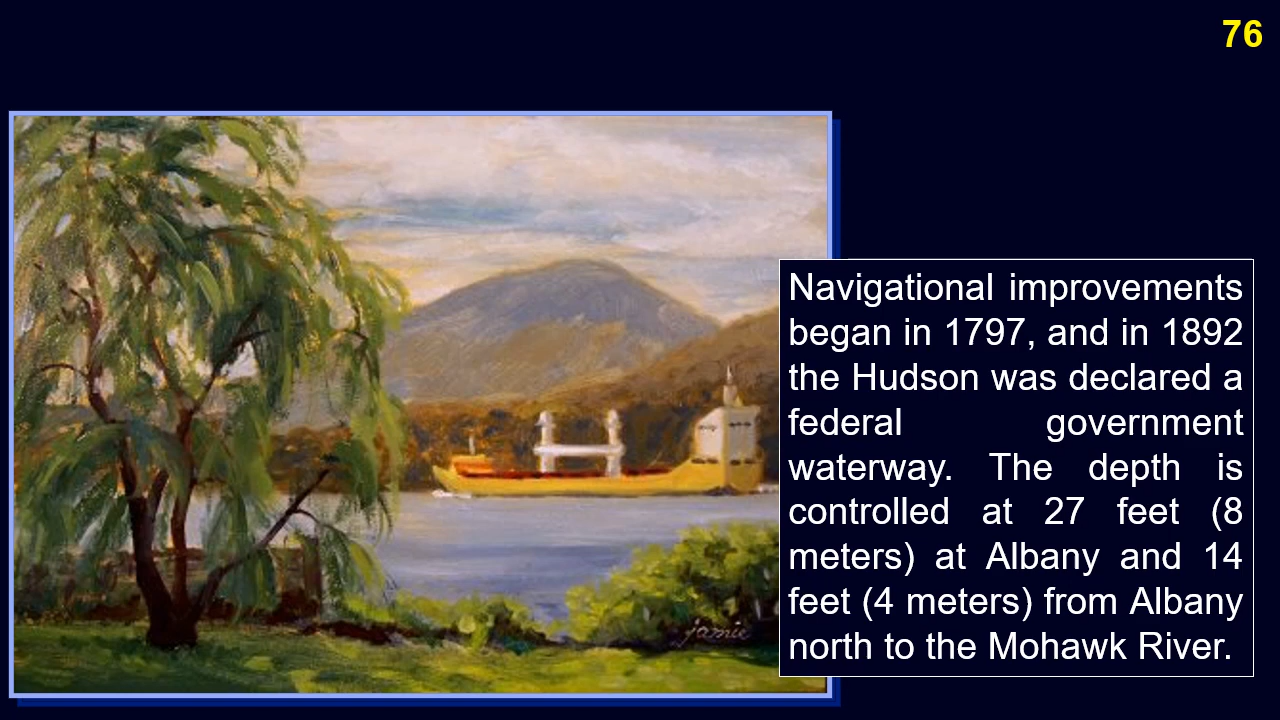 76
Navigational improvements
began in 1797, and in 1892
the Hudson was declared a
federal government
waterway. The depth is
controlled at 27 feet (8
meters) at Albany and 14
feet (4 meters) from Albany
north to the Mohawk River.
jamie